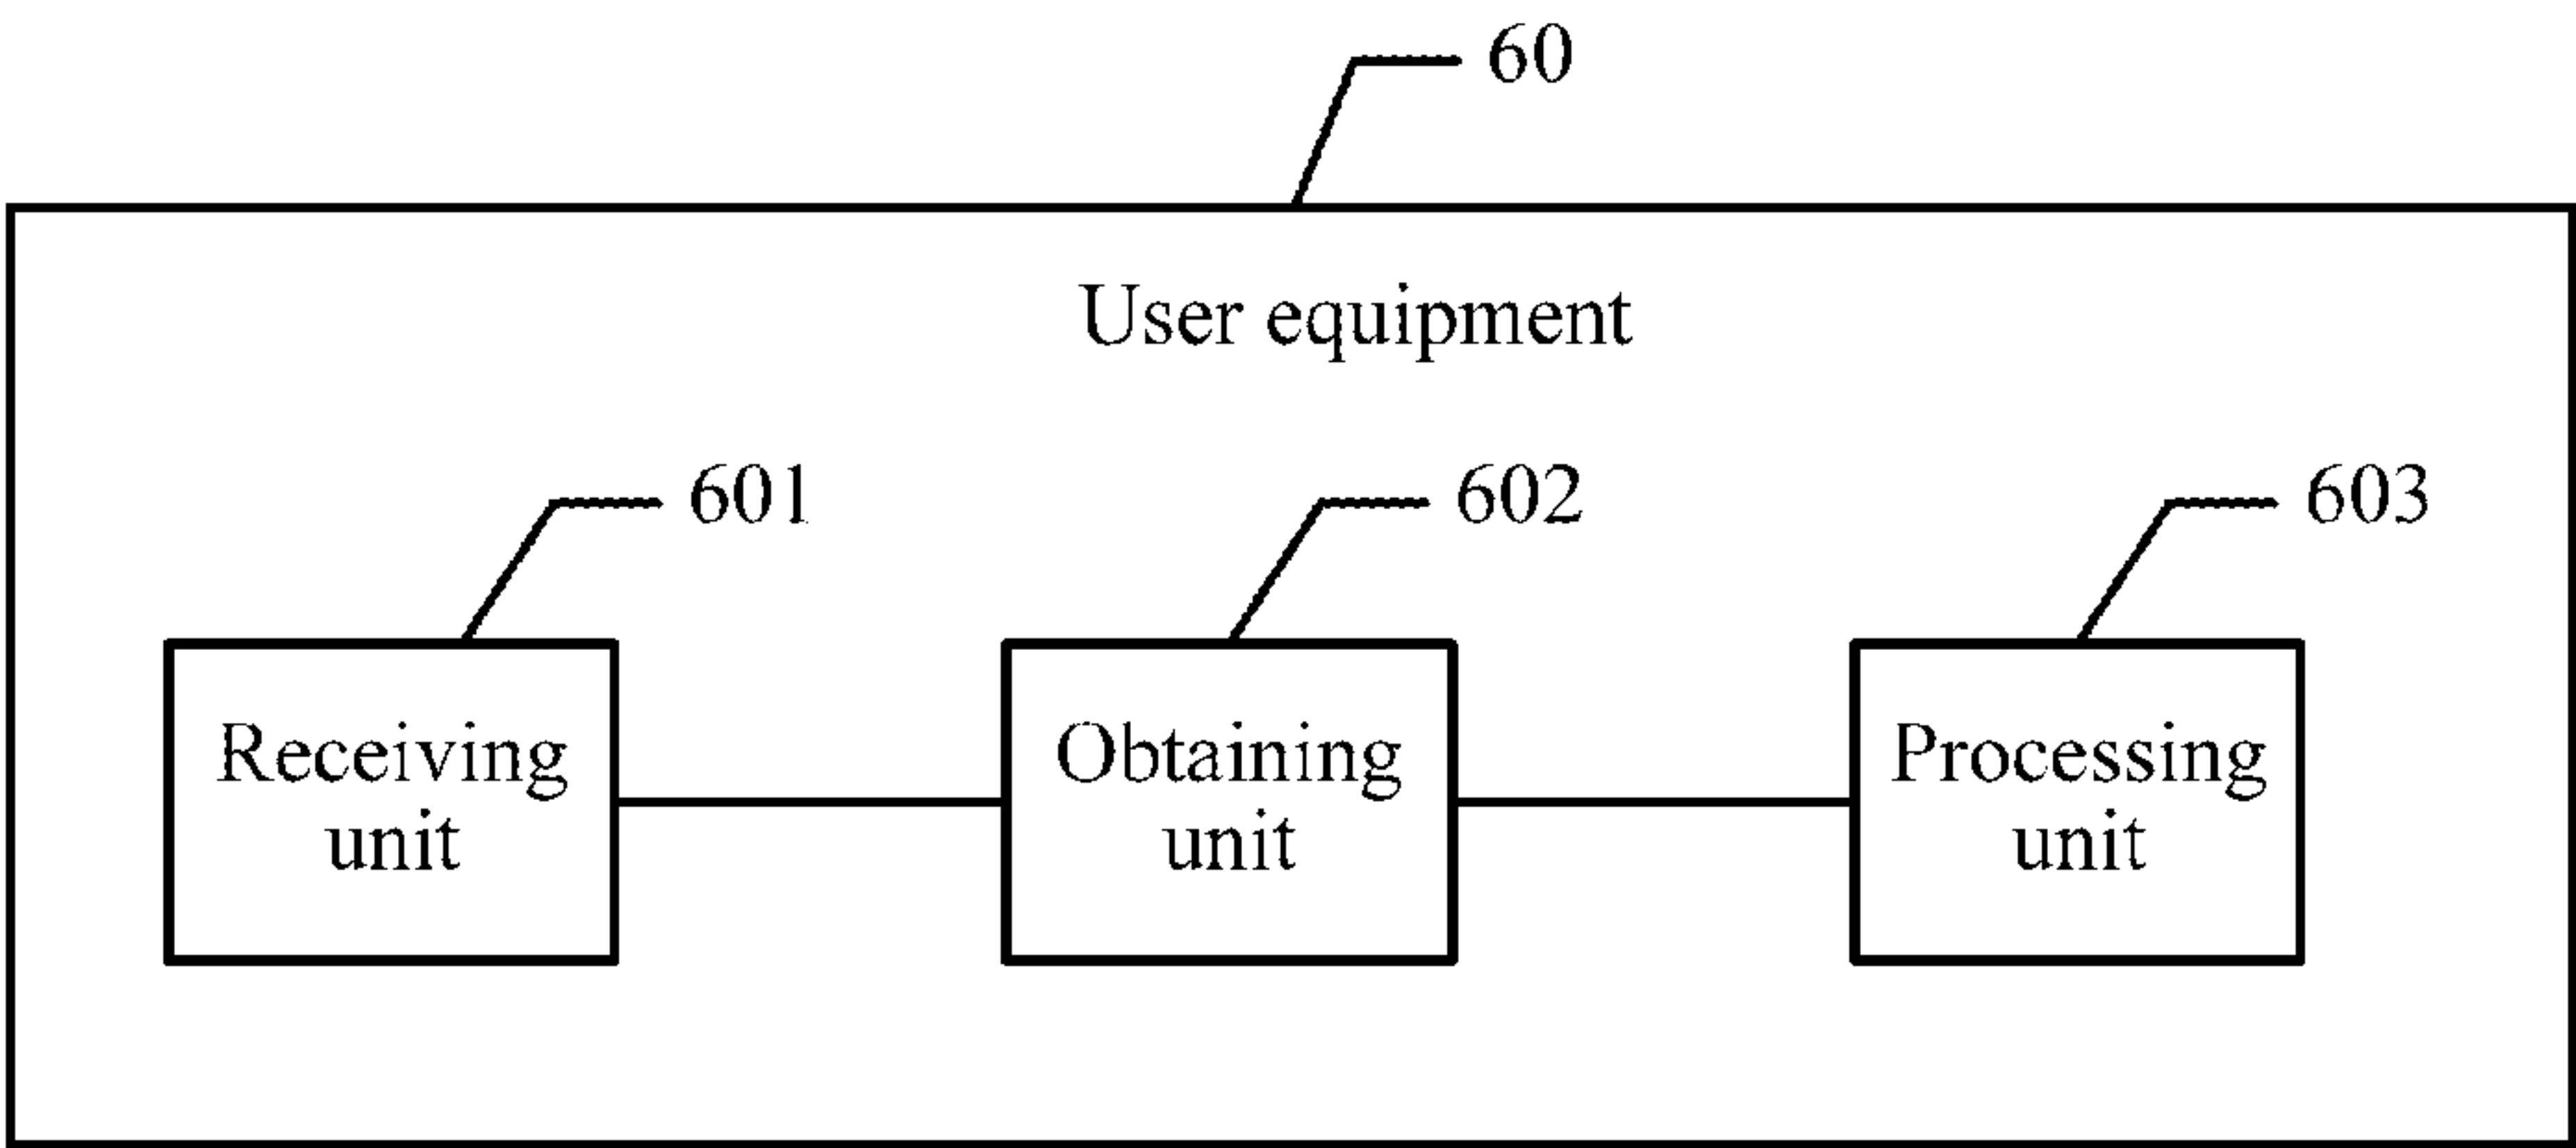 60
User equipment
601
602
603
Receiving
unit
Obtaining
unit
Processing
unit